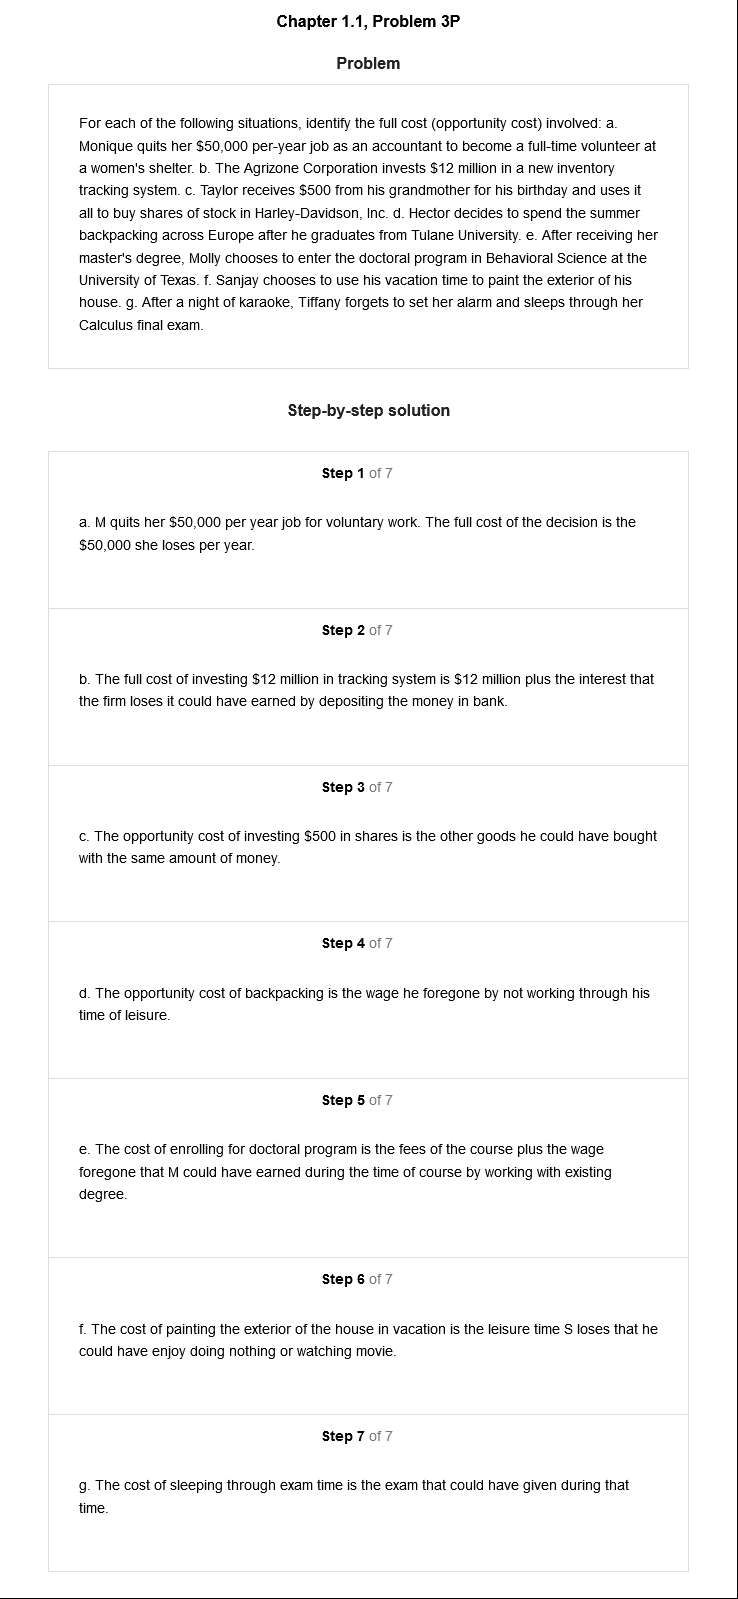 Chapter 1.1, Problem 3P
Problem
For each of the following situations, identify the full cost (opportunity cost) involved: a.
Monique quits her $50,000 per-year job as an accountant to become a full-time volunteer at
a women's shelter. b. The Agrizone Corporation invests $12 million in a new inventory
tracking system. c. Taylor receives $500 from his grandmother for his birthday and uses it
all to buy shares of stock in Harley-Davidson, Inc. d. Hector decides to spend the summer
backpacking across Europe after he graduates from Tulane University. e. After receiving her
master's degree, Molly chooses to enter the doctoral program in Behavioral Science at the
University of Texas. f. Sanjay chooses to use his vacation time to paint the exterior of his
house. g. After a night of karaoke, Tiffany forgets to set her alarm and sleeps through her
Calculus final exam.
Step-by-step solution
Step 1 of 7
a. M quits her $50,000 per year job for voluntary work. The full cost of the decision is the
$50,000 she loses per year.
Step 2 of 7
b. The full cost of investing $12 million in tracking system is $12 million plus the interest that
the firm loses it could have earned by depositing the money in bank.
Step 3 of 7
c. The opportunity cost of investing $500 in shares is the other goods he could have bought
with the same amount of money.
Step 4 of 7
d. The opportunity cost of backpacking is the wage he foregone by not working through his
time of leisure.
Step 5 of 7
e. The cost of enrolling for doctoral program is the fees of the course plus the wage
foregone that M could have earned during the time of course by working with existing
degree.
Step 6 of 7
f. The cost of painting the exterior of the house in vacation is the leisure time S loses that he
could have enjoy doing nothing or watching movie.
Step 7 of 7
g. The cost of sleeping through exam time is the exam that could have given during that
time.